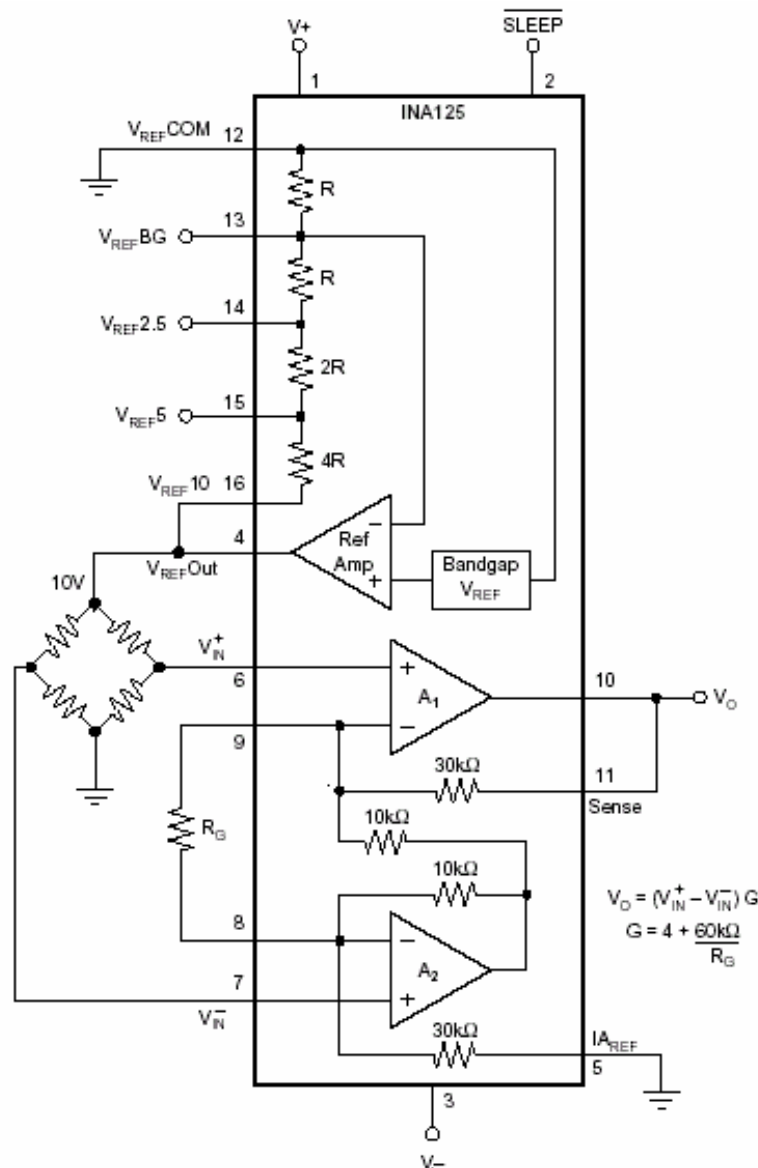 V+
SLEEP
1
2
INA125
VREFCOM 12
R
13
VREFBG
R
14
VREF2.5
2R
15
VREF5
4R
VREF10 16
4
VREFOut
Ref
Amp
−
+
Bandgap
VREF
10V
V+IN
6
+
A1
−
10
VO
9
30kΩ
11
Sense
10kΩ
RG
10kΩ
8
−
A2
+
7
V−IN
VO = (V+IN – V−IN) G
G = 4 + 60kΩ
RG
30kΩ
IAREF
5
3
V–